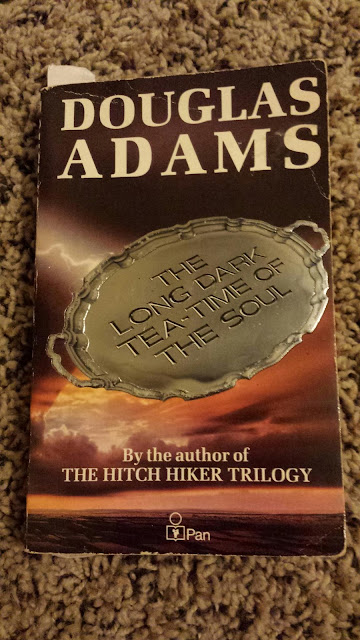 DOUGLAS
ADAMS
THE
LONG DARK
TEA-TIME OF
THE SOUL
By the author of
THE HITCH HIKER TRILOGY
Pan